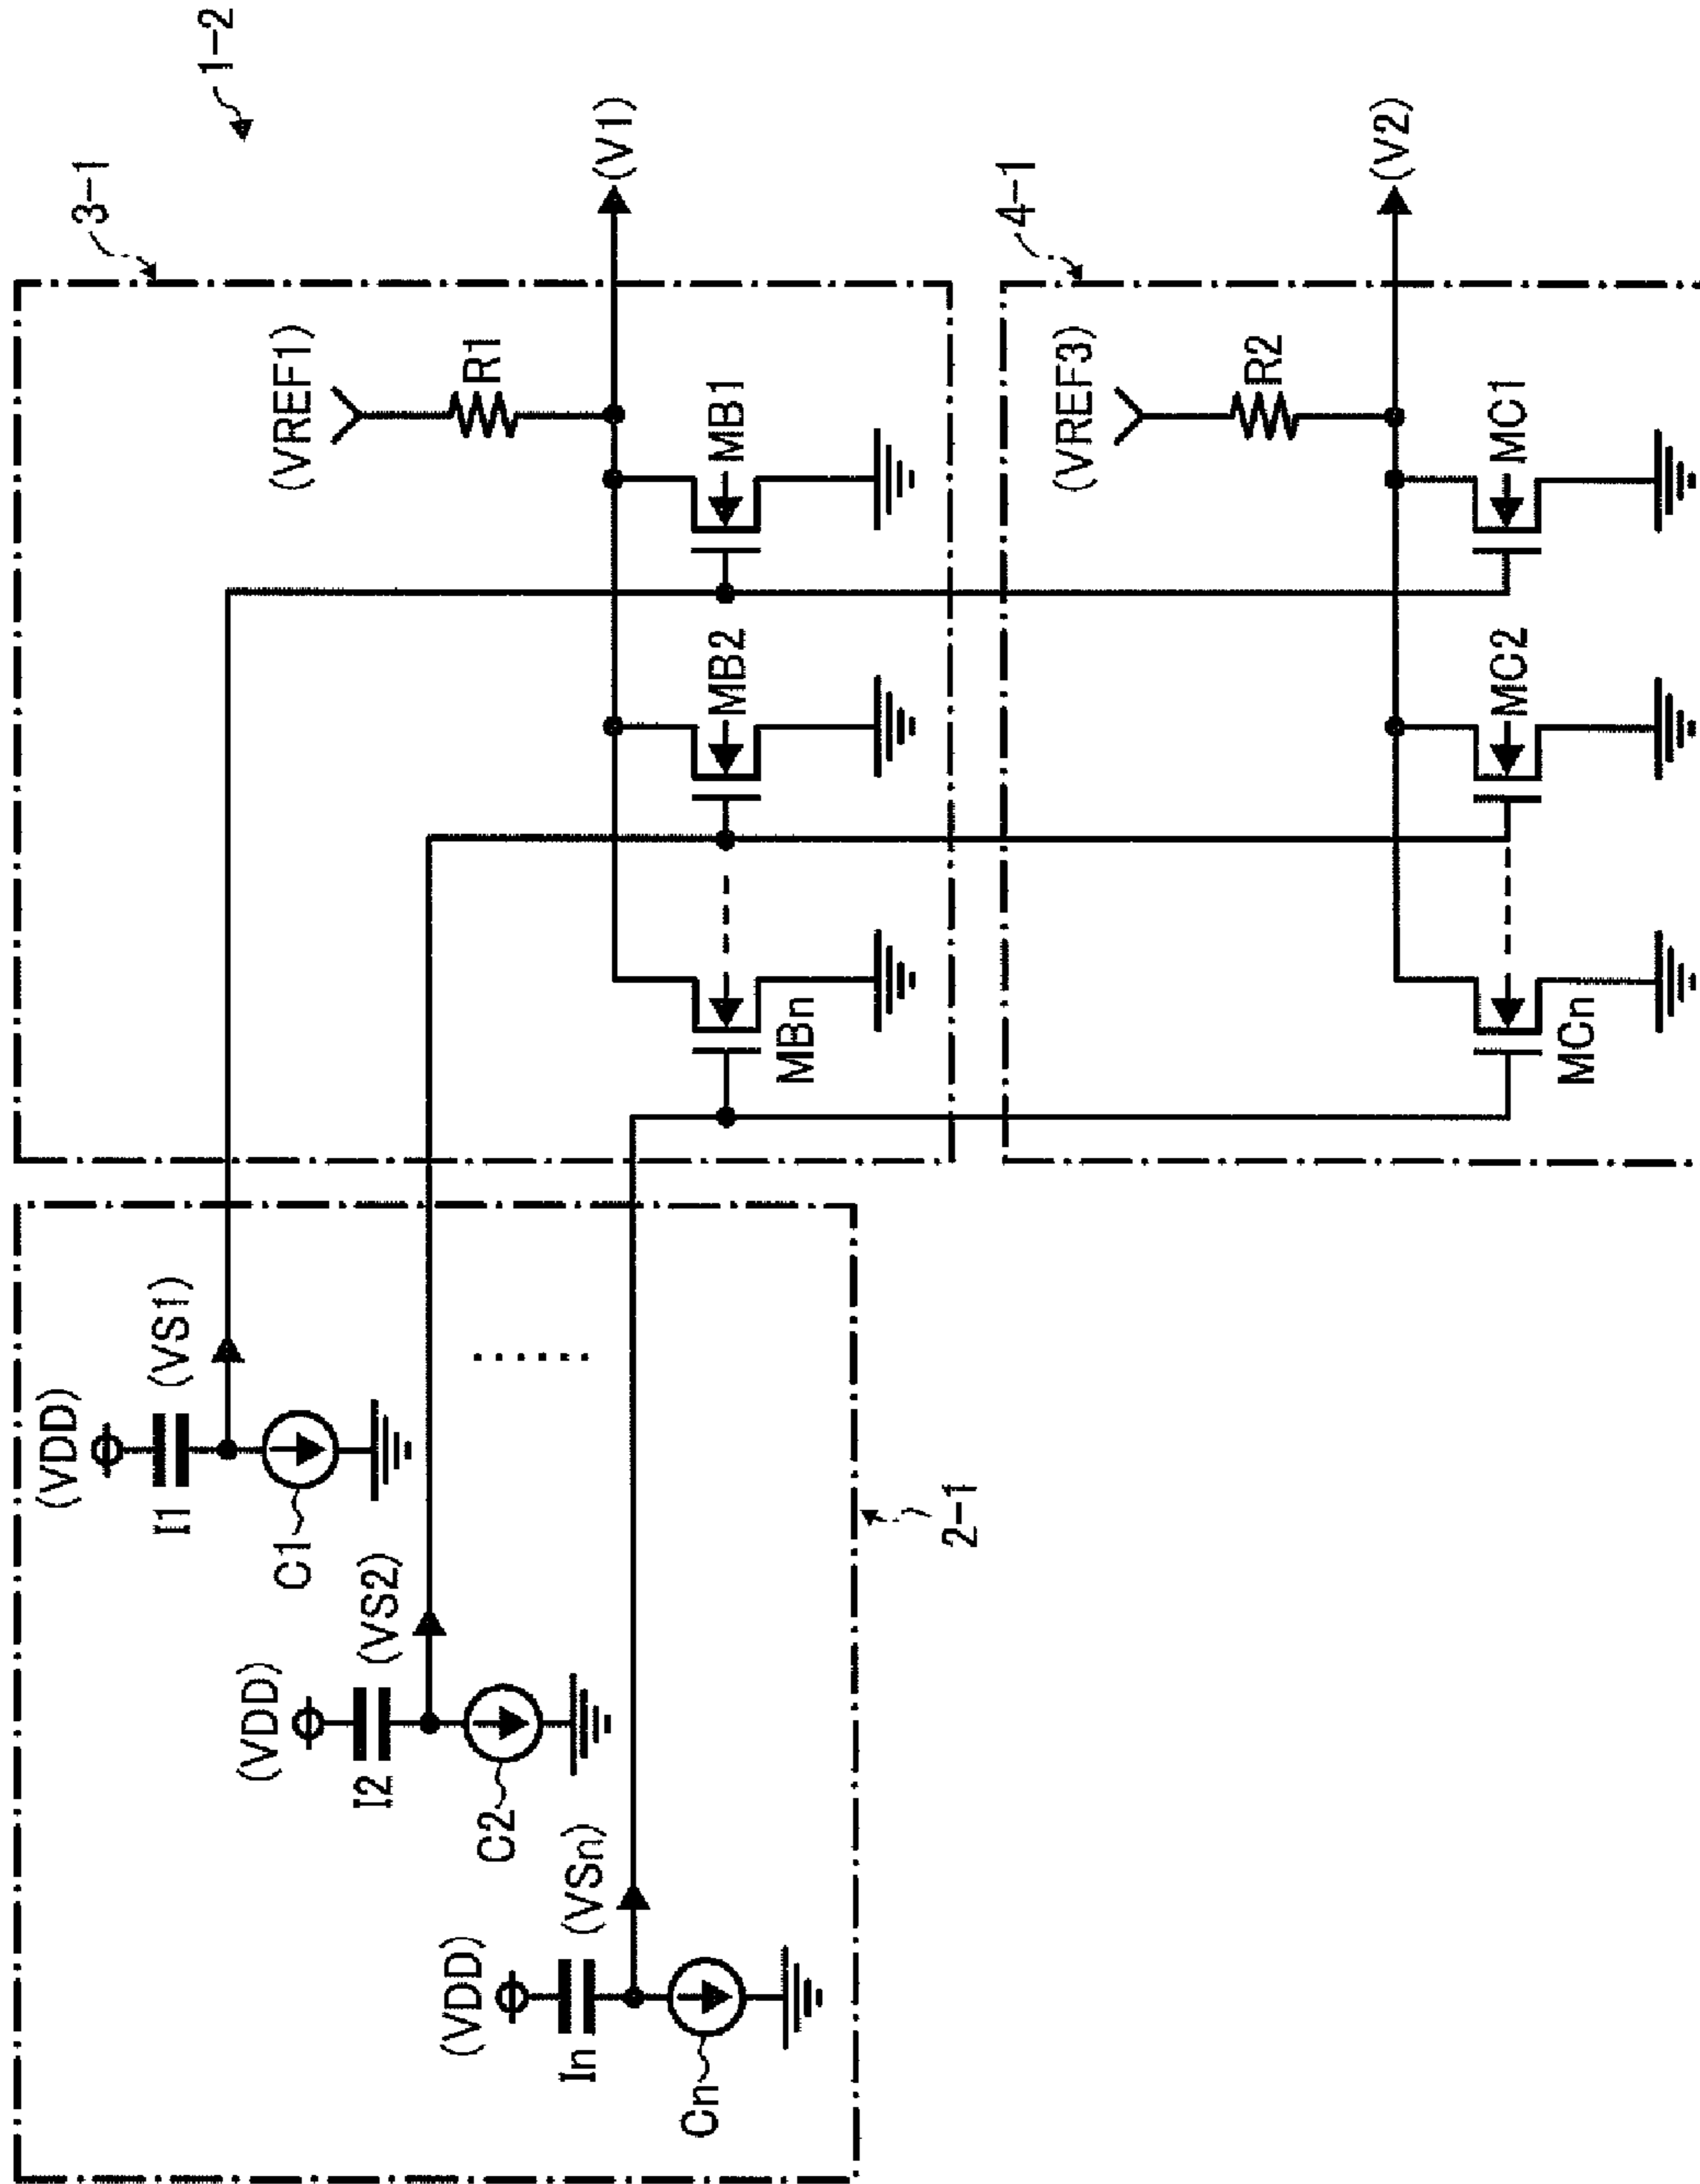 1-2
2-1
(VDD)
I1
(VS1)
C1
(VDD)
I2
(VS2)
C2
(VDD)
In
(VSn)
Cn
......
3-1
(VREF1)
R1
(V1)
MBn
MB2
MB1
4-1
(VREF3)
R2
(V2)
MCn
MC2
MC1